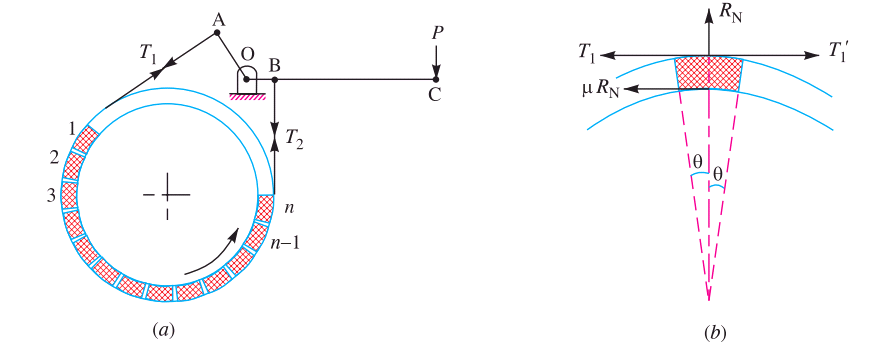 A
T1
O
B
P
C
T2
1
2
3
n
n–1
(a)
RN
T1
T1′
μ RN
θ
θ
(b)